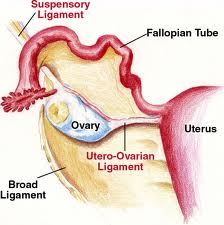 Suspensory
Ligament
Fallopian Tube
Ovary
Uterus
Utero-Ovarian
Ligament
Broad
Ligament